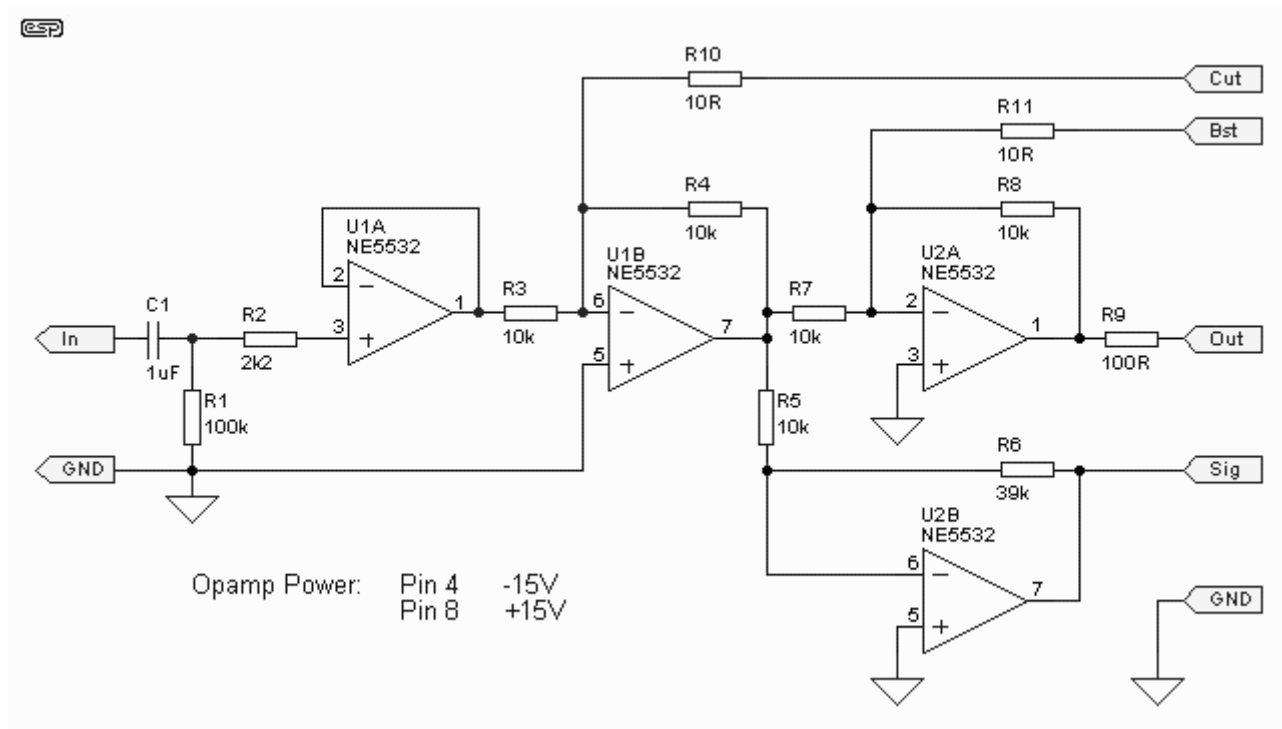 esp
R10
10R
Cut
R11
10R
Bst
R4
10k
R8
10k
U1A
NE5532
2
3
1
U1B
NE5532
6
5
7
U2A
NE5532
2
3
1
C1
1uF
R2
2k2
R3
10k
R7
10k
R9
100R
In
Out
R1
100k
R5
10k
GND
R6
39k
Sig
U2B
NE5532
6
5
7
GND
Opamp Power: Pin 4 -15V
Pin 8 +15V